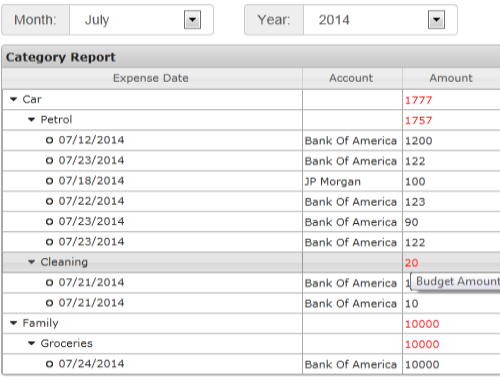 Month: July Year: 2014
Category Report
Expense Date Account Amount
Car 1777
Petrol 1757
07/12/2014 Bank Of America 1200
07/23/2014 Bank Of America 122
07/18/2014 JP Morgan 100
07/22/2014 Bank Of America 123
07/23/2014 Bank Of America 90
07/23/2014 Bank Of America 122
Cleaning 20
07/21/2014 Bank Of America Budget Amount
07/21/2014 Bank Of America 10
Family 10000
Groceries 10000
07/24/2014 Bank Of America 10000